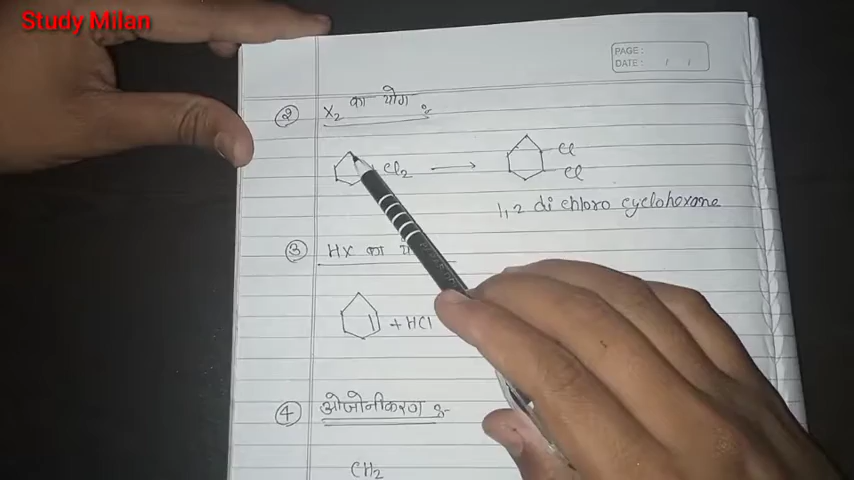 Study Milan
PAGE:
DATE: / /
② X₂ का योग :-
Cl₂ → Cl
Cl
1,2 di chloro cyclohexane
③ HX का
+ HCl
④ ओजोनीकरण :-
CH₂